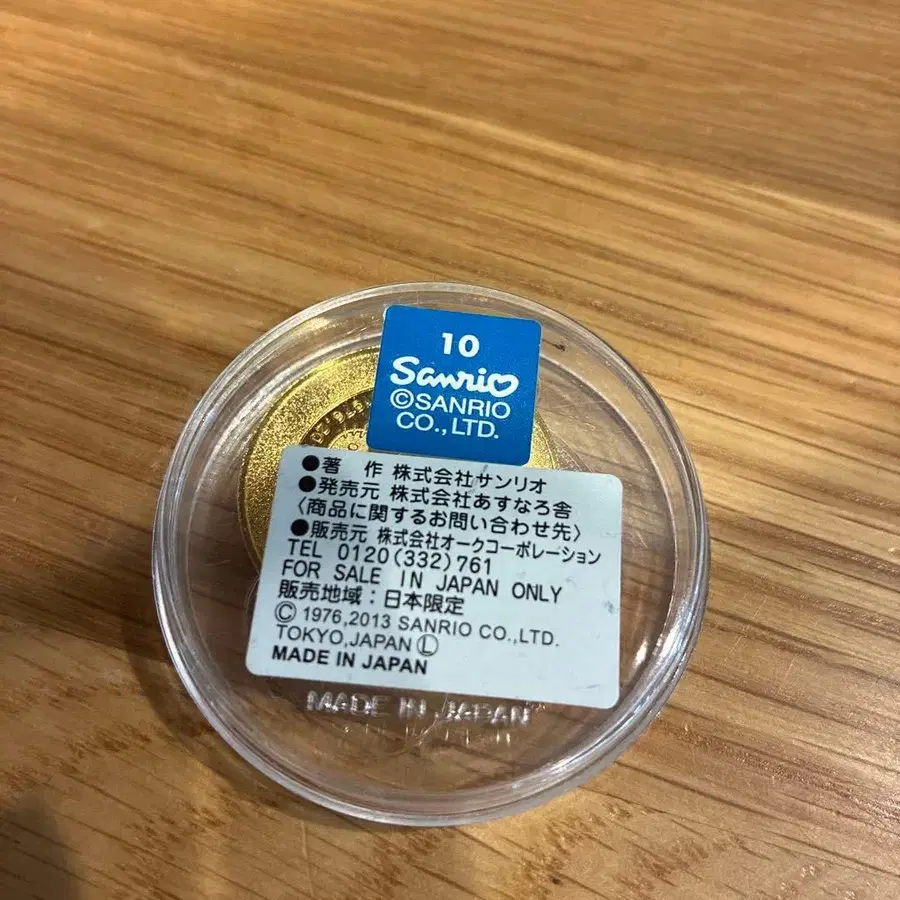 10
Sanrio
©SANRIO
CO.,LTD.
●著 作 株式会社サンリオ
●発売元 株式会社あすなろ舎
〈商品に関するお問い合わせ先〉
●販売元 株式会社オークコーポレーション
TEL 0120(332)761
FOR SALE IN JAPAN ONLY
販売地域：日本限定
© 1976,2013 SANRIO CO.,LTD.
TOKYO,JAPAN Ⓛ
MADE IN JAPAN
MADE IN JAPAN